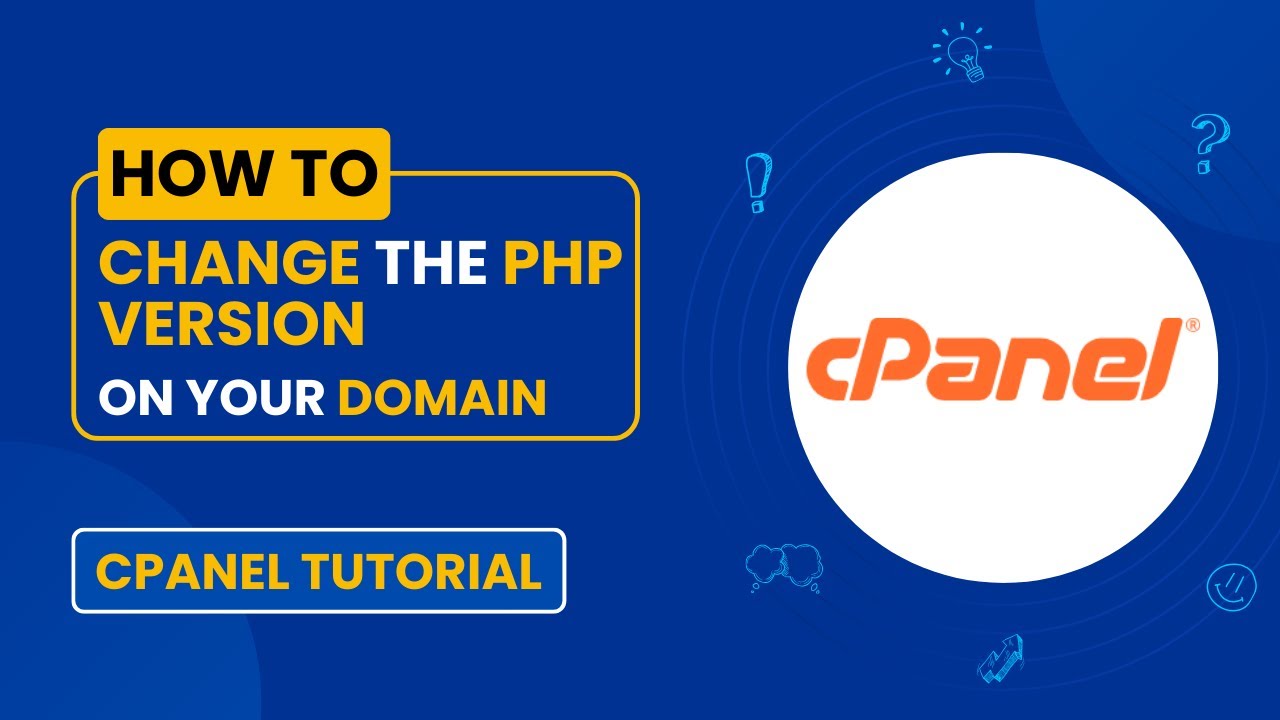 HOW TO
CHANGE THE PHP
VERSION
ON YOUR DOMAIN
CPANEL TUTORIAL
cPanel®